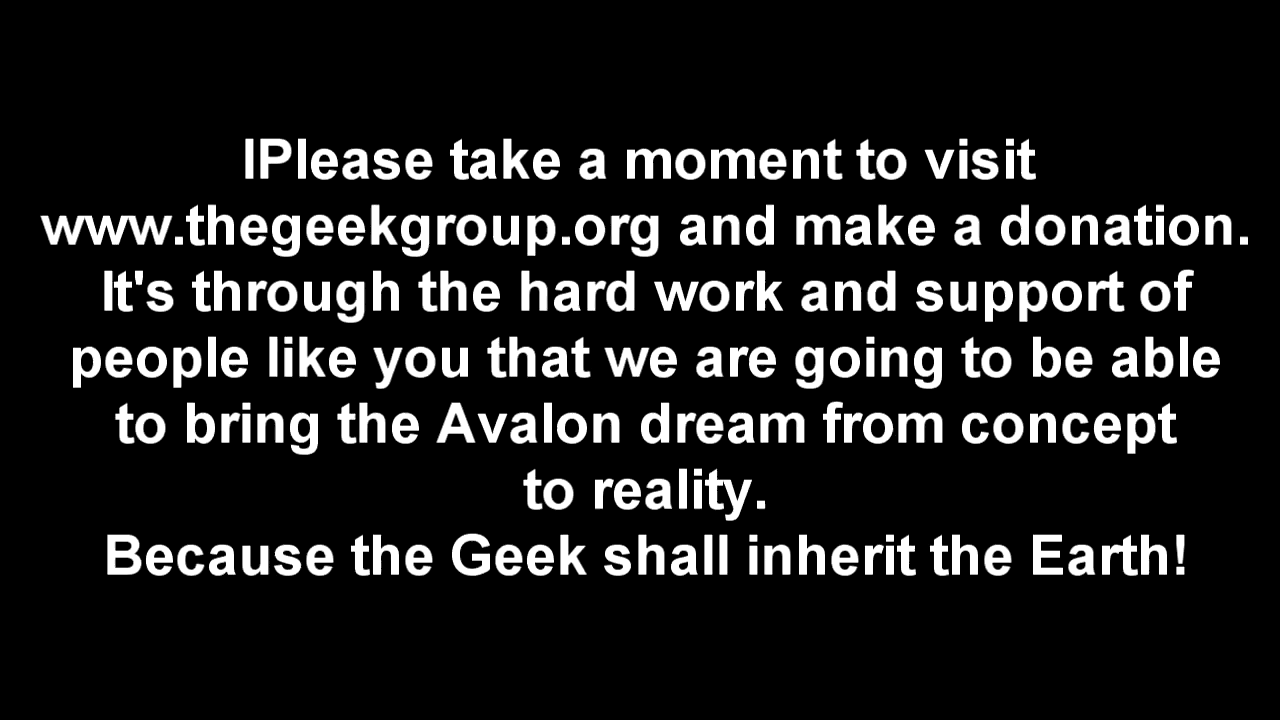 IPlease take a moment to visit
www.thegeekgroup.org and make a donation.
It's through the hard work and support of
people like you that we are going to be able
to bring the Avalon dream from concept
to reality.
Because the Geek shall inherit the Earth!